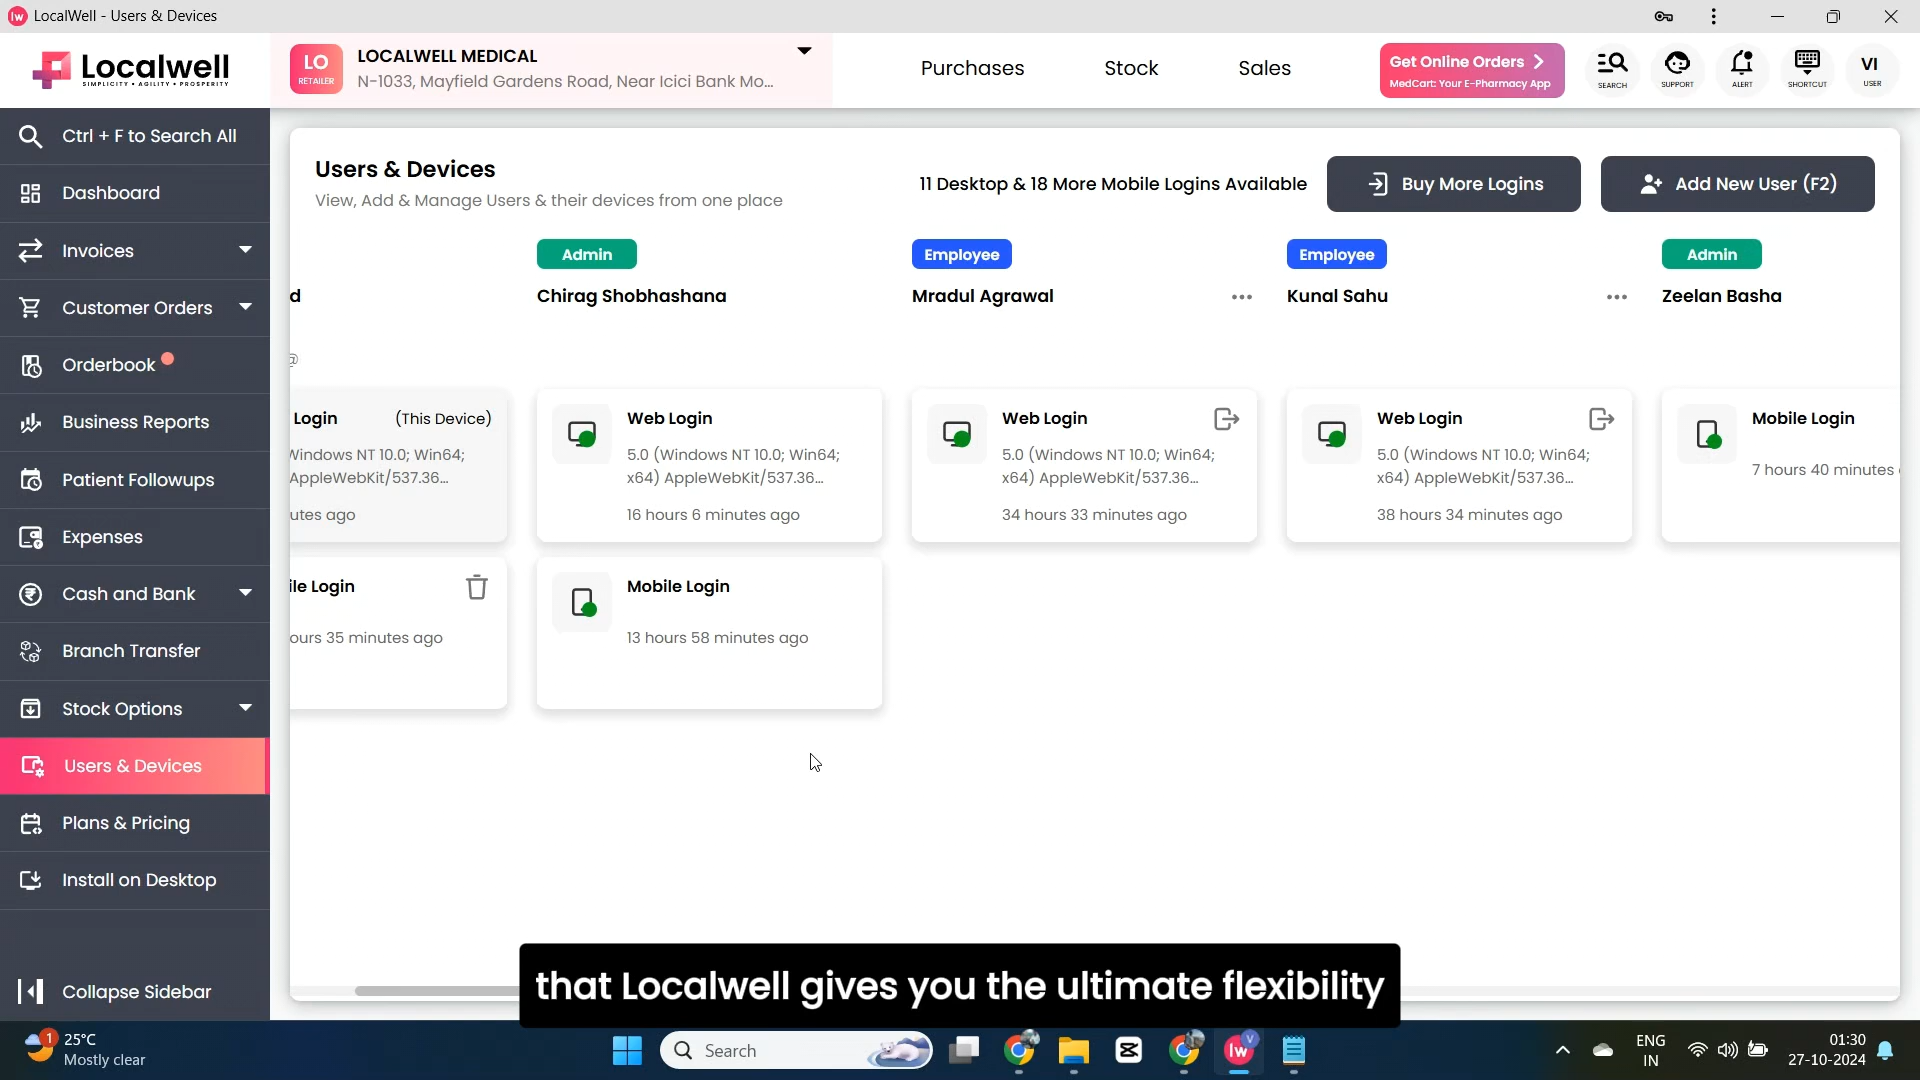 LocalWell - Users & Devices
Localwell
SIMPLICITY • AGILITY • PROSPERITY
LO
RETAILER
LOCALWELL MEDICAL
N-1033, Mayfield Gardens Road, Near Icici Bank Mo...
Purchases
Stock
Sales
Get Online Orders
MedCart: Your E-Pharmacy App
SEARCH
SUPPORT
ALERT
SHORTCUT
VI
USER
Ctrl + F to Search All
Dashboard
Invoices
Customer Orders
Orderbook
Business Reports
Patient Followups
Expenses
Cash and Bank
Branch Transfer
Stock Options
Users & Devices
Plans & Pricing
Install on Desktop
Collapse Sidebar
Users & Devices
View, Add & Manage Users & their devices from one place
11 Desktop & 18 More Mobile Logins Available
Buy More Logins
Add New User (F2)
d
@
Login (This Device)
Windows NT 10.0; Win64;
AppleWebKit/537.36...
utes ago
ile Login
ours 35 minutes ago
Admin
Chirag Shobhashana
Web Login
5.0 (Windows NT 10.0; Win64;
x64) AppleWebKit/537.36...
16 hours 6 minutes ago
Mobile Login
13 hours 58 minutes ago
Employee
Mradul Agrawal
Web Login
5.0 (Windows NT 10.0; Win64;
x64) AppleWebKit/537.36...
34 hours 33 minutes ago
Employee
Kunal Sahu
Web Login
5.0 (Windows NT 10.0; Win64;
x64) AppleWebKit/537.36...
38 hours 34 minutes ago
Admin
Zeelan Basha
Mobile Login
7 hours 40 minutes
that Localwell gives you the ultimate flexibility
1
25°C
Mostly clear
Search
lw
V
ENG
IN
01:30
27-10-2024